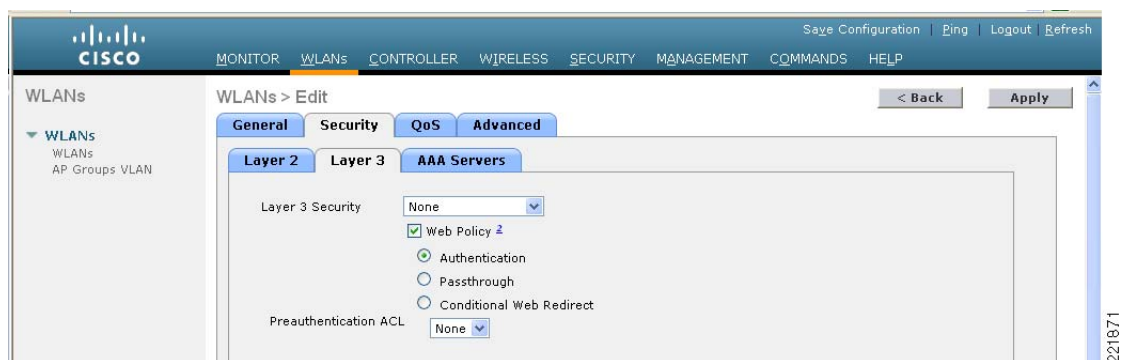 Save Configuration | Ping | Logout | Refresh
CISCO
MONITOR WLANs CONTROLLER WIRELESS SECURITY MANAGEMENT COMMANDS HELP
WLANs
WLANs > Edit
< Back
Apply
WLANs
WLANs
AP Groups VLAN
General Security QoS Advanced
Layer 2 Layer 3 AAA Servers
Layer 3 Security None
Web Policy 2
Authentication
Passthrough
Conditional Web Redirect
Preauthentication ACL None
221871